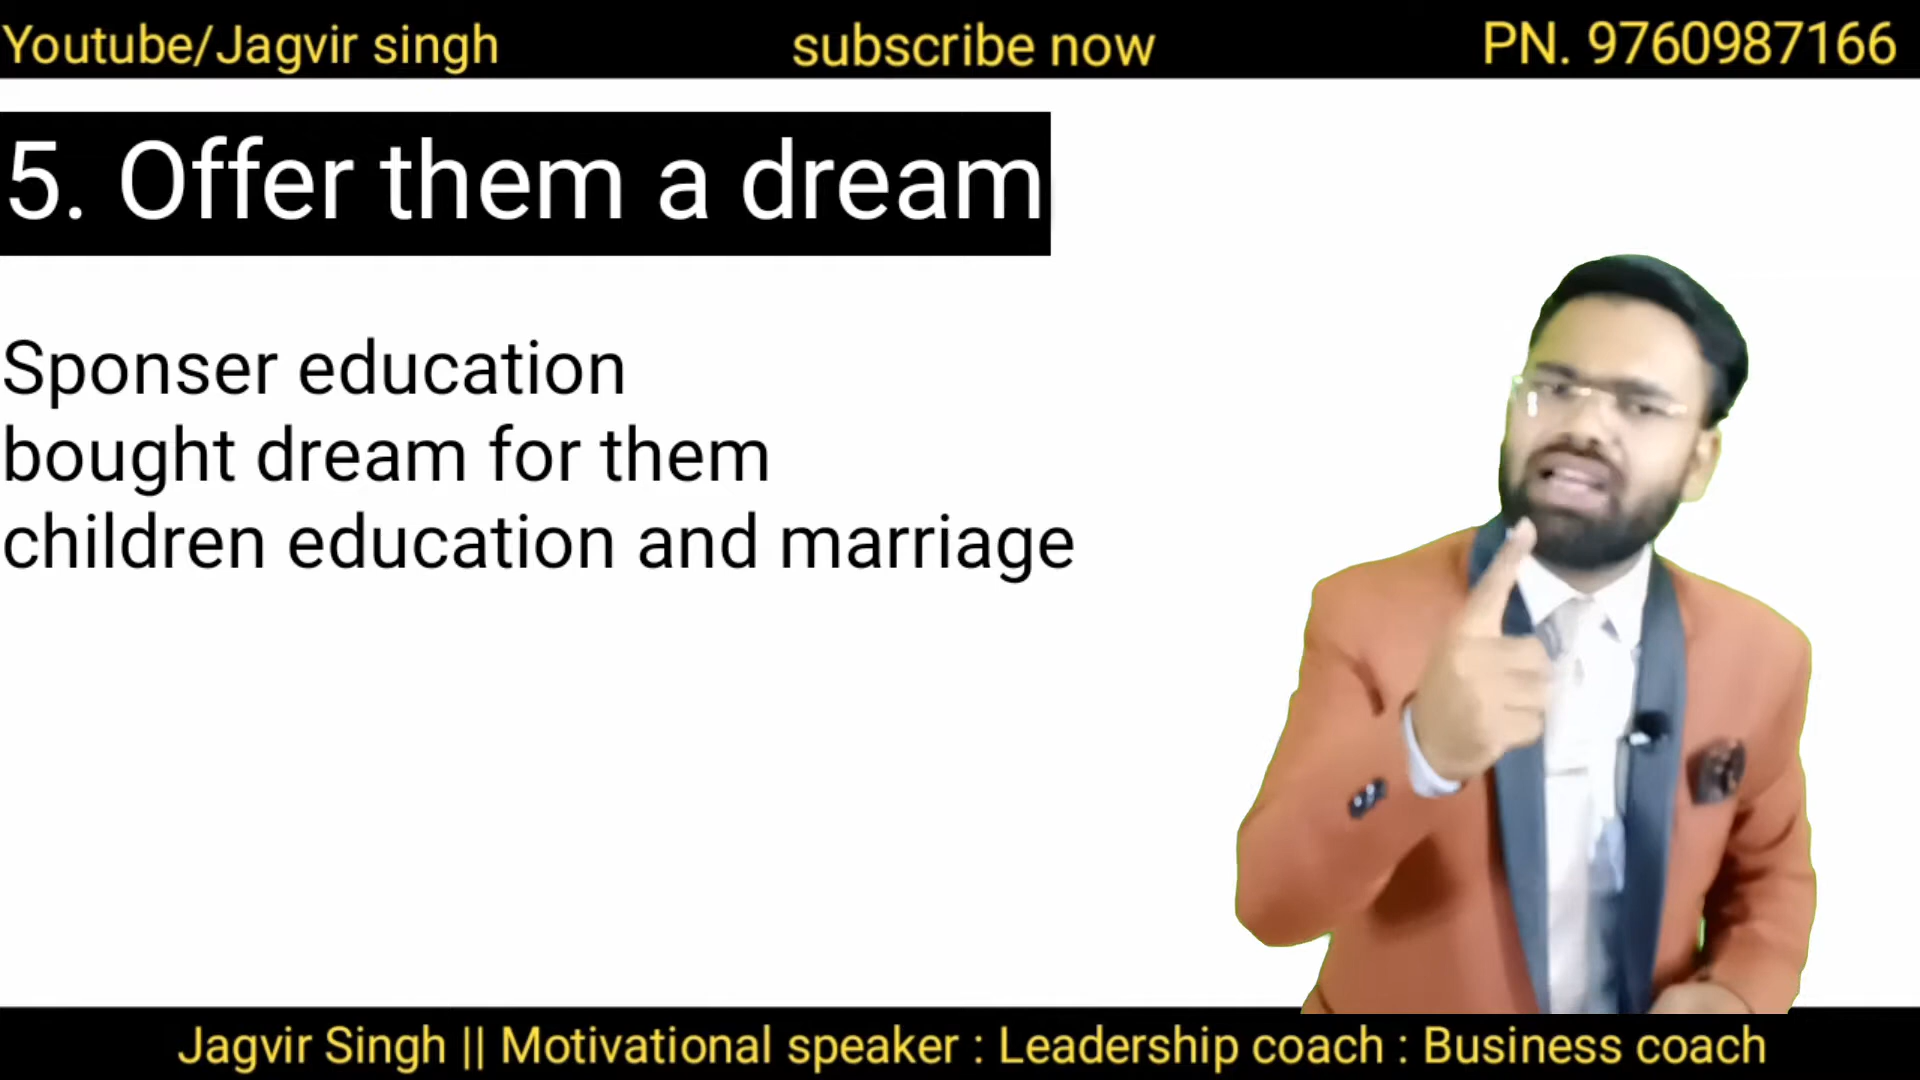 Youtube/Jagvir singh subscribe now PN. 9760987166
5. Offer them a dream
Sponser education
bought dream for them
children education and marriage
Jagvir Singh || Motivational speaker : Leadership coach : Business coach